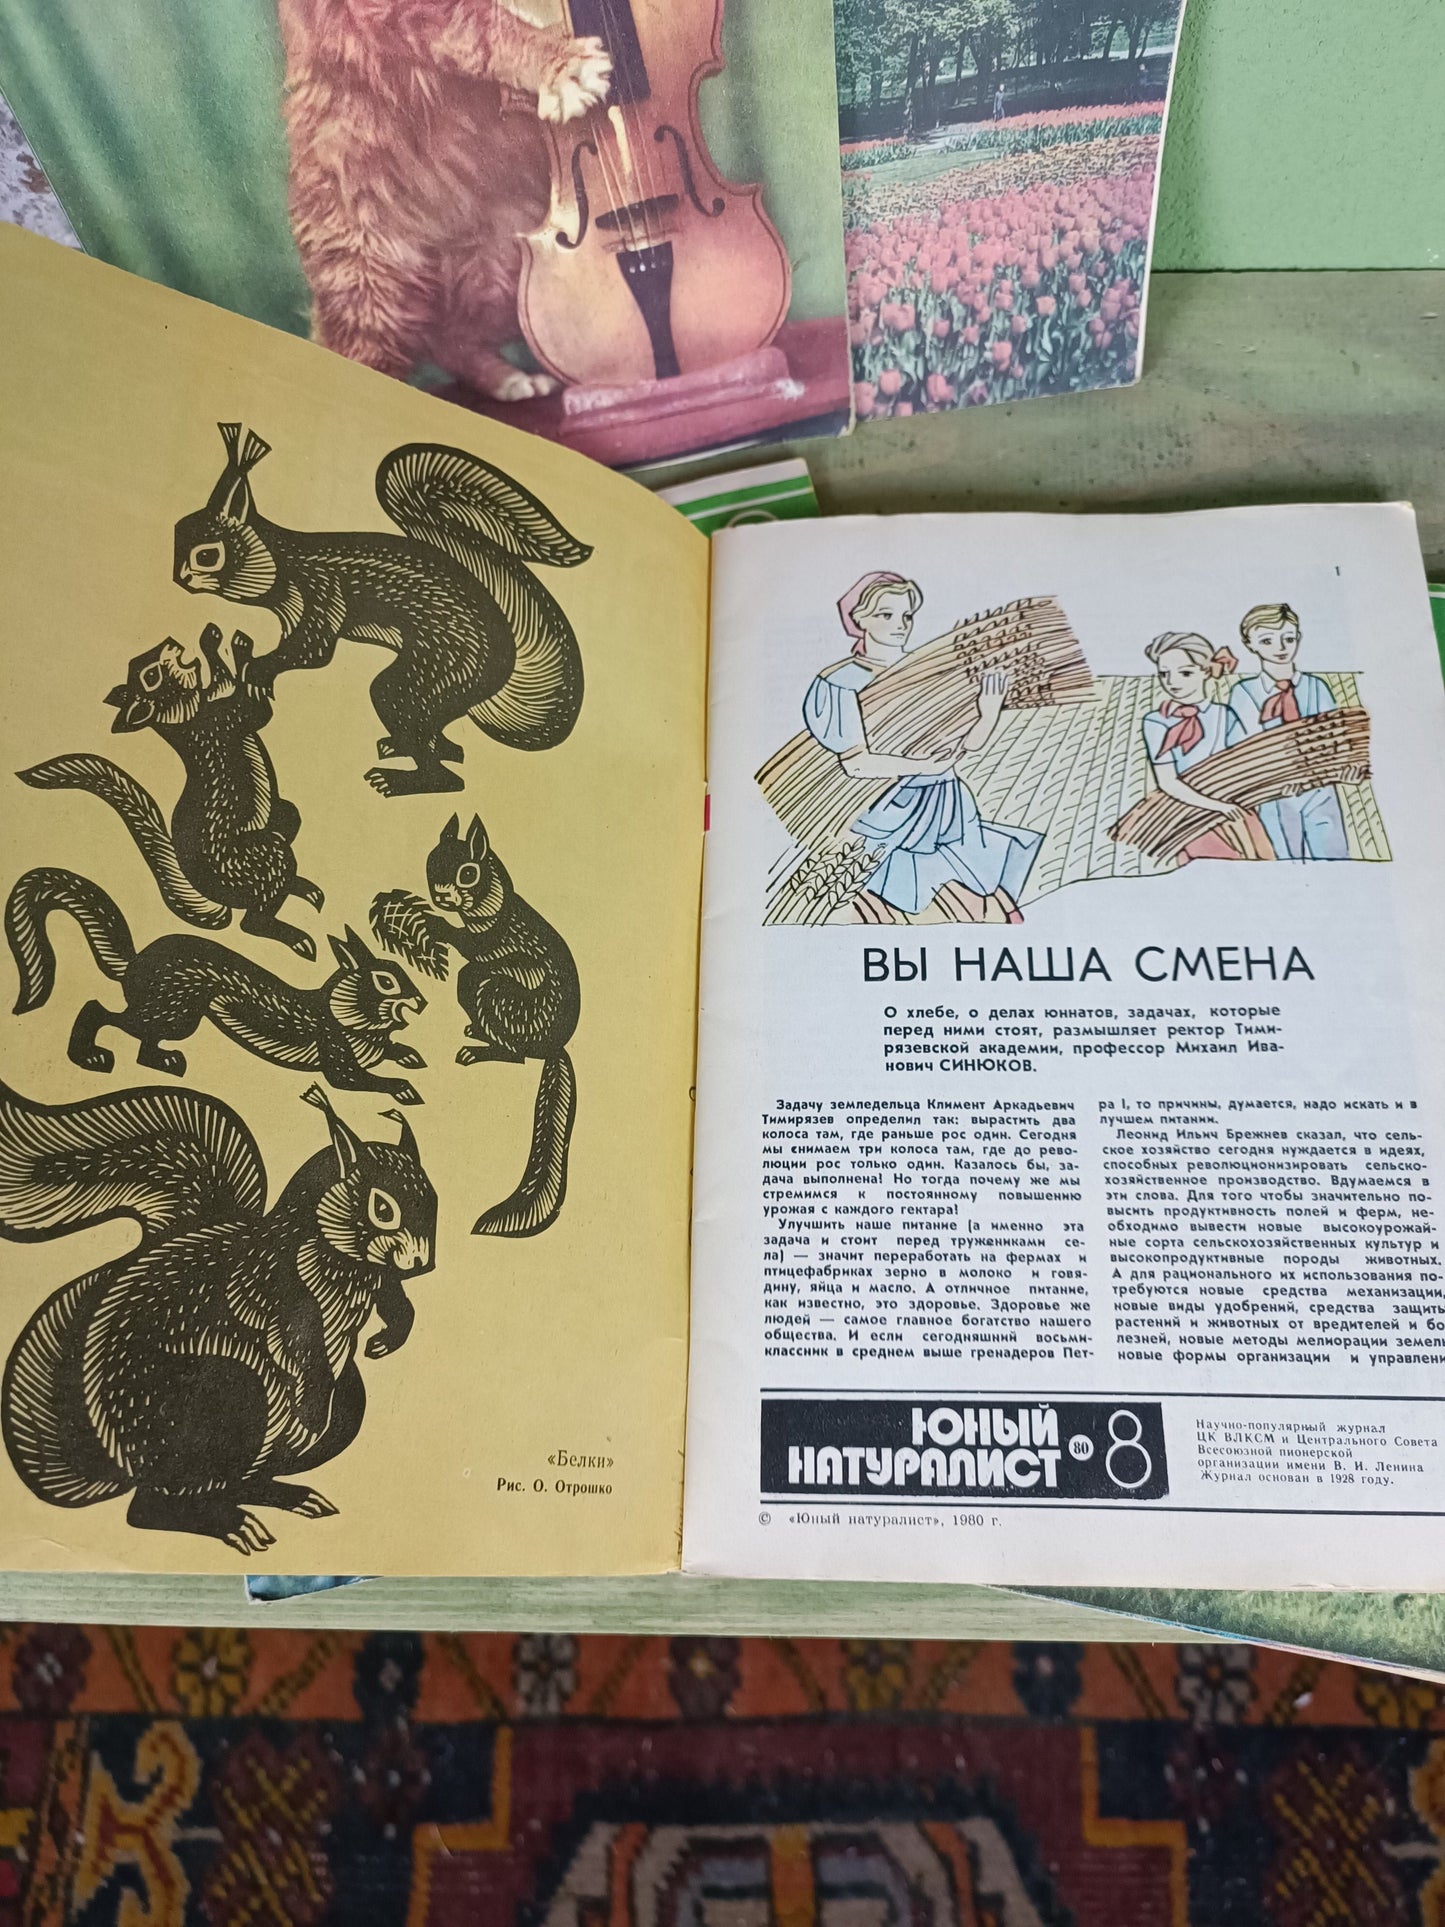 «Белки»
Рис. О. Отрошко
1
ВЫ НАША СМЕНА
О хлебе, о делах юннатов, задачах, которые
перед ними стоят, размышляет ректор Тими-
рязевской академии, профессор Михаил Ива-
нович СИНЮКОВ.
Задачу земледельца Климент Аркадьевич
Тимирязев определил так: вырастить два
колоса там, где раньше рос один. Сегодня
мы снимаем три колоса там, где до рево-
люции рос только один. Казалось бы, за-
дача выполнена! Но тогда почему же мы
стремимся к постоянному повышению
урожая с каждого гектара!
Улучшить наше питание (а именно эта
задача и стоит перед тружениками се-
ла) — значит переработать на фермах и
птицефабриках зерно в молоко и говя-
дину, яйца и масло. А отличное питание,
как известно, это здоровье. Здоровье же
людей — самое главное богатство нашего
общества. И если сегодняшний восьми-
классник в среднем выше гренадеров Пет-
ра I, то причины, думается, надо искать и в
лучшем питании.
Леонид Ильич Брежнев сказал, что сель-
ское хозяйство сегодня нуждается в идеях,
способных революционизировать сельско-
хозяйственное производство. Вдумаемся в
эти слова. Для того чтобы значительно по-
высить продуктивность полей и ферм, не-
обходимо вывести новые высокоурожай-
ные сорта сельскохозяйственных культур и
высокопродуктивные породы животных.
А для рационального их использования по-
требуются новые средства механизации,
новые виды удобрений, средства защиты
растений и животных от вредителей и бо-
лезней, новые методы мелиорации земель
новые формы организации и управлени
ЮНЫЙ
НАТУРАЛИСТ 80 8
Научно-популярный журнал
ЦК ВЛКСМ и Центрального Совета
Всесоюзной пионерской
организации имени В. И. Ленина
Журнал основан в 1928 году.
© «Юный натуралист», 1980 г.